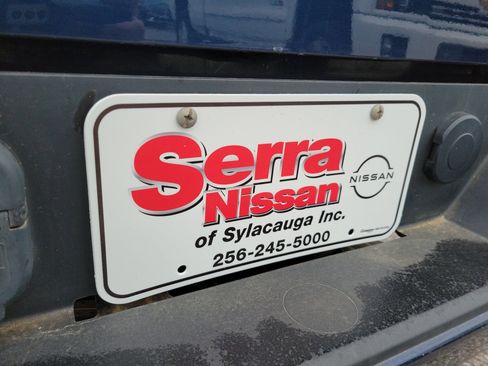 Serra
Nissan
NISSAN
of Sylacauga Inc.
256-245-5000